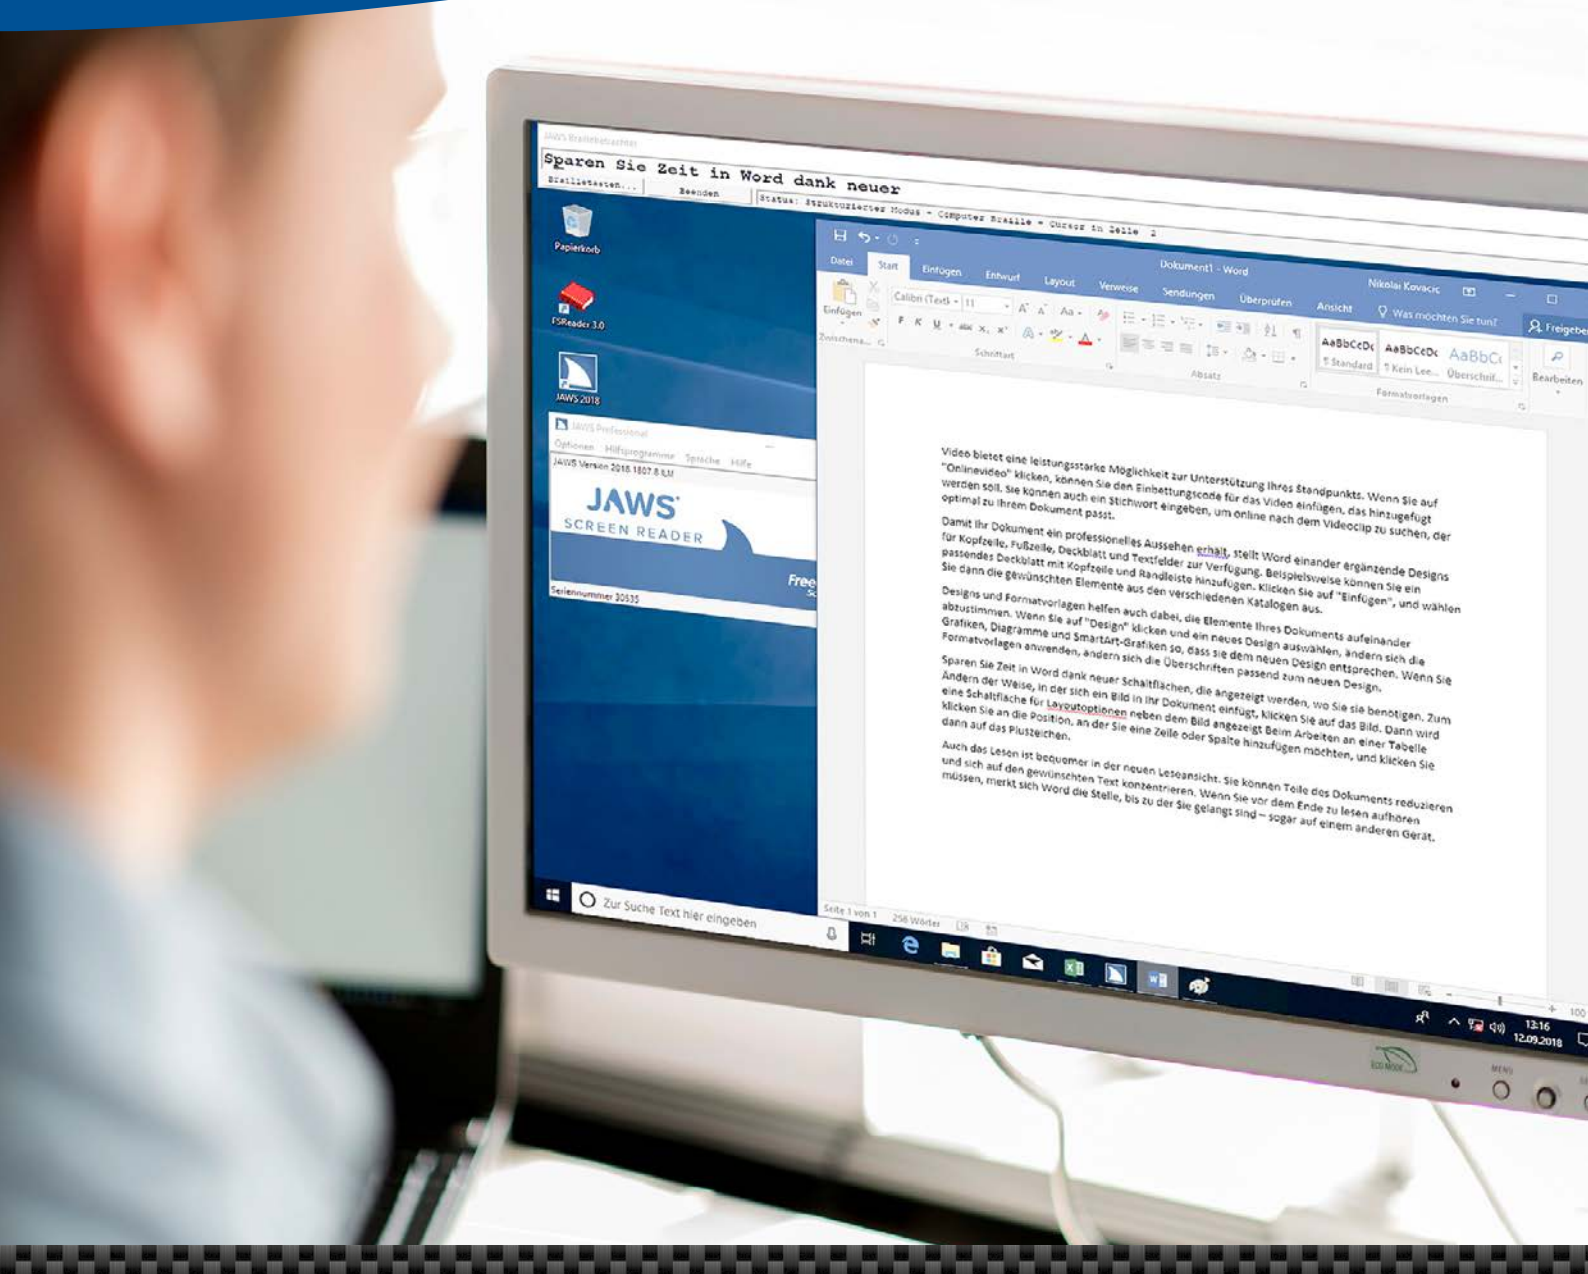 JAWS Braillebetrachter
Sparen Sie Zeit in Word dank neuer
Brailletasten...
Beenden
Status: Strukturierter Modus - Computer Braille - Cursor in Zeile 2
Papierkorb
FSReader 3.0
JAWS 2018
JAWS Professional
Optionen Hilfsprogramme Sprache Hilfe
JAWS Version 2018.1807.8 ILM
JAWS
SCREEN READER
Free
Seriennummer 30535
Dokument1 - Word
Nikolai Kovacic
Datei Start Einfügen Entwurf Layout Verweise Sendungen Überprüfen Ansicht Was möchten Sie tun? Freigeben
Calibri (Textk 11
Einfügen
F K U abc x₂ x²
Zwischena...
Schriftart
Absatz
AaBbCcDc AaBbCcDc AaBbCc
¶ Standard ¶ Kein Lee... Überschrif...
Formatvorlagen
Bearbeiten
Video bietet eine leistungsstarke Möglichkeit zur Unterstützung Ihres Standpunkts. Wenn Sie auf
"Onlinevideo" klicken, können Sie den Einbettungscode für das Video einfügen, das hinzugefügt
werden soll. Sie können auch ein Stichwort eingeben, um online nach dem Videoclip zu suchen, der
optimal zu Ihrem Dokument passt.
Damit Ihr Dokument ein professionelles Aussehen erhält, stellt Word einander ergänzende Designs
für Kopfzeile, Fußzeile, Deckblatt und Textfelder zur Verfügung. Beispielsweise können Sie ein
passendes Deckblatt mit Kopfzeile und Randleiste hinzufügen. Klicken Sie auf "Einfügen", und wählen
Sie dann die gewünschten Elemente aus den verschiedenen Katalogen aus.
Designs und Formatvorlagen helfen auch dabei, die Elemente Ihres Dokuments aufeinander
abzustimmen. Wenn Sie auf "Design" klicken und ein neues Design auswählen, ändern sich die
Grafiken, Diagramme und SmartArt-Grafiken so, dass sie dem neuen Design entsprechen. Wenn Sie
Formatvorlagen anwenden, ändern sich die Überschriften passend zum neuen Design.
Sparen Sie Zeit in Word dank neuer Schaltflächen, die angezeigt werden, wo Sie sie benötigen. Zum
Ändern der Weise, in der sich ein Bild in Ihr Dokument einfügt, klicken Sie auf das Bild. Dann wird
eine Schaltfläche für Layoutoptionen neben dem Bild angezeigt Beim Arbeiten an einer Tabelle
klicken Sie an die Position, an der Sie eine Zeile oder Spalte hinzufügen möchten, und klicken Sie
dann auf das Pluszeichen.
Auch das Lesen ist bequemer in der neuen Leseansicht. Sie können Teile des Dokuments reduzieren
und sich auf den gewünschten Text konzentrieren. Wenn Sie vor dem Ende zu lesen aufhören
müssen, merkt sich Word die Stelle, bis zu der Sie gelangt sind – sogar auf einem anderen Gerät.
Seite 1 von 1 256 Wörter
100
Zur Suche Text hier eingeben
13:16
12.09.2018
ECO MODE
MENU